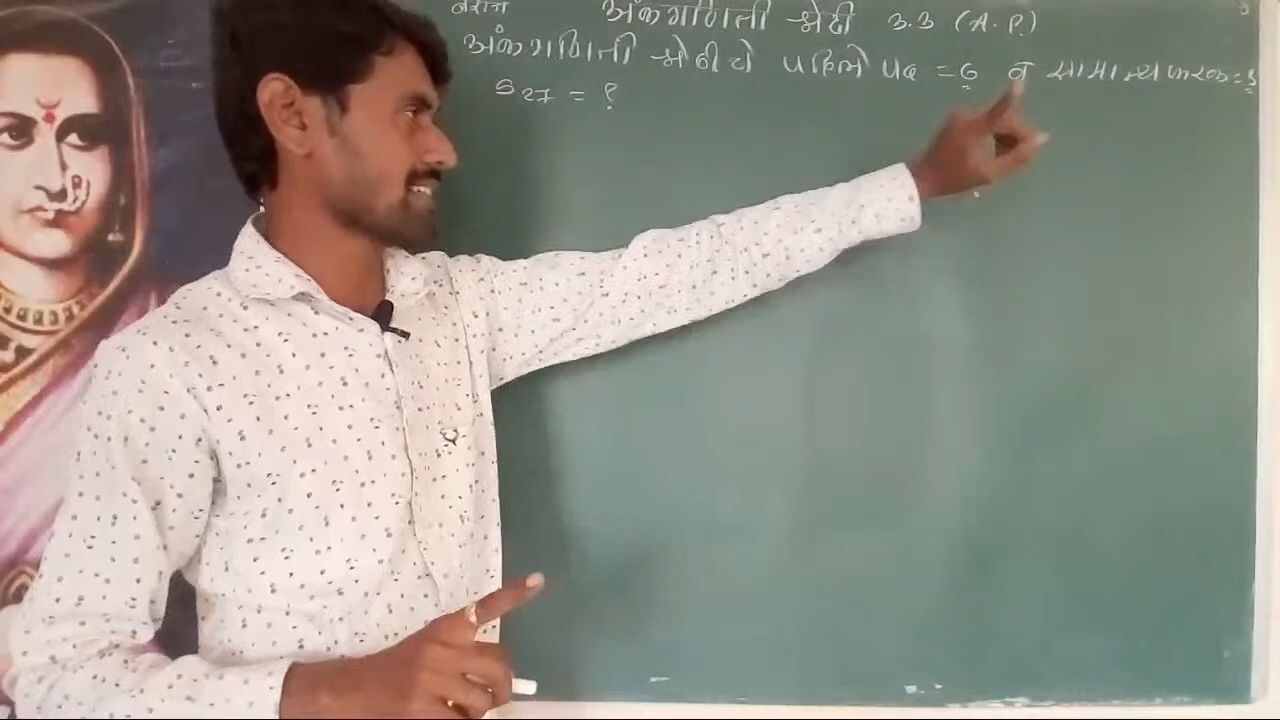 अंकगणिती श्रेढी 3.3 (A.P.)
अंकगणिती श्रेढीचे पहिले पद = 6 व सामान्य फरक = 3
S27 = ?